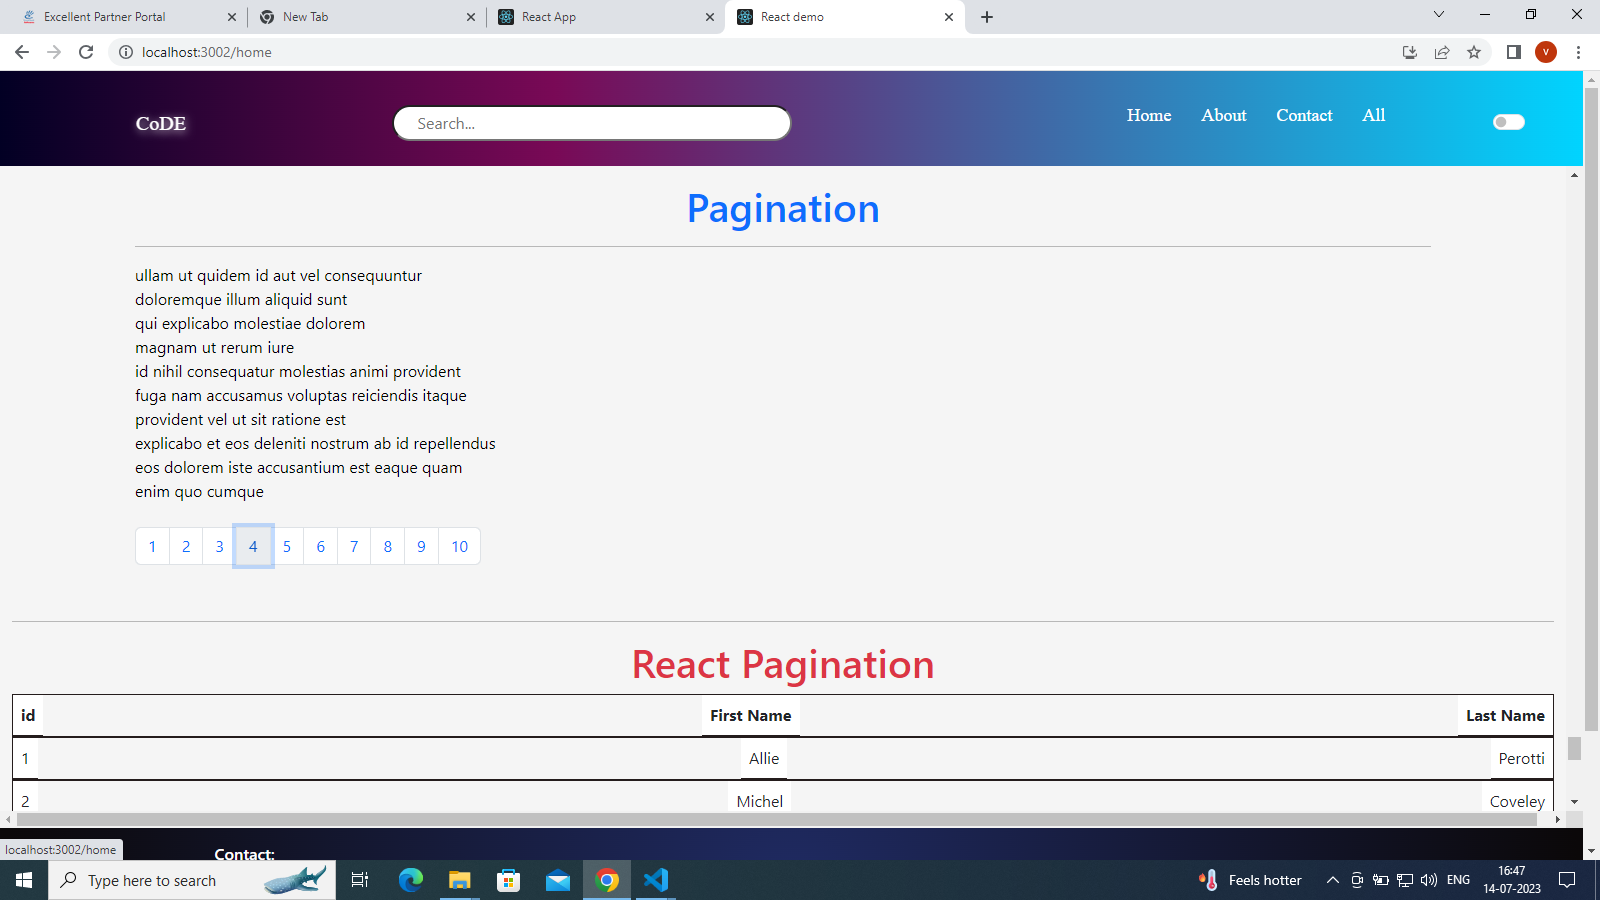 Excellent Partner Portal
New Tab
React App
React demo
localhost:3002/home
V
CoDE
Search...
Home About Contact All
Pagination
ullam ut quidem id aut vel consequuntur
doloremque illum aliquid sunt
qui explicabo molestiae dolorem
magnam ut rerum iure
id nihil consequatur molestias animi provident
fuga nam accusamus voluptas reiciendis itaque
provident vel ut sit ratione est
explicabo et eos deleniti nostrum ab id repellendus
eos dolorem iste accusantium est eaque quam
enim quo cumque
1 2 3 4 5 6 7 8 9 10
React Pagination
id First Name Last Name
1 Allie Perotti
2 Michel Coveley
localhost:3002/home
Contact:
Type here to search
Feels hotter
ENG
16:47
14-07-2023